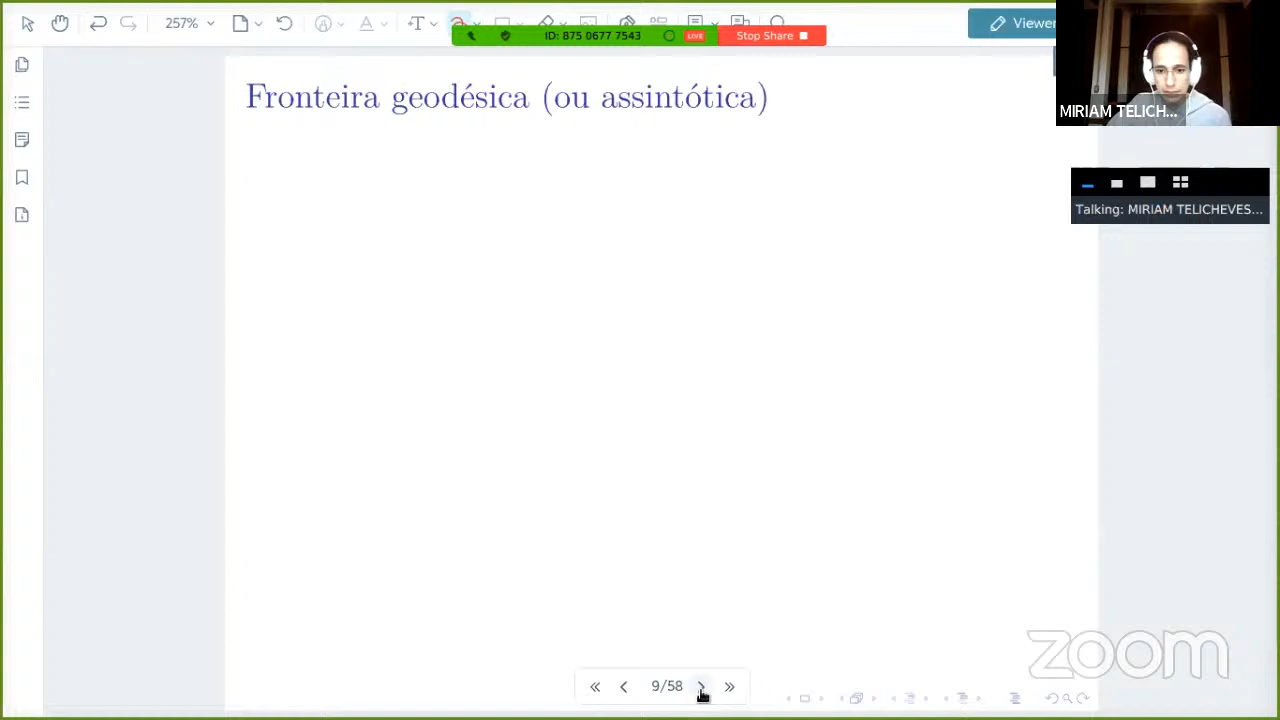 257%
Viewer
ID: 875 0677 7543
LIVE
Stop Share
Fronteira geodésica (ou assintótica)
MIRIAM TELICH...
Talking: MIRIAM TELICHEVES...
zoom
9/58